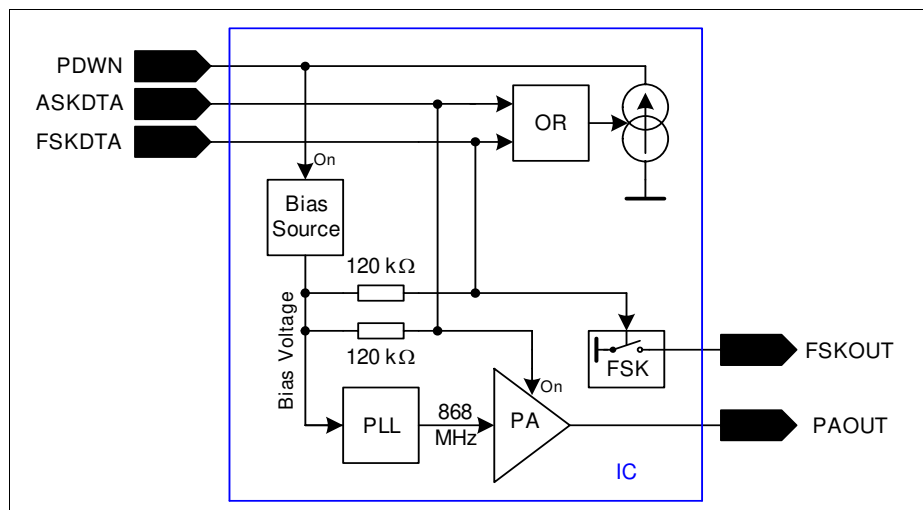 PDWN
ASKDTA
FSKDTA
On
OR
Bias
Source
120 kΩ
120 kΩ
Bias Voltage
FSK
FSKOUT
On
PLL
868
MHz
PA
PAOUT
IC